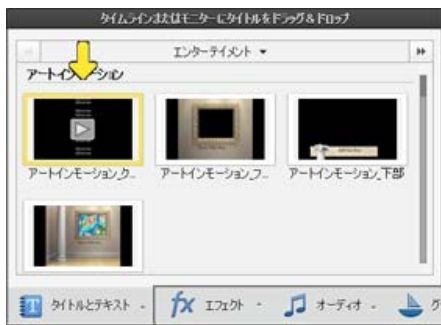 タイムラインまたはモニターにタイトルをドラッグ&ドロップ
エンターテイメント
アートインモーション
アートインモーション_ク...
アートインモーション_フ...
アートインモーション_下部
タイトルとテキスト
fx エフェクト
オーディオ
グ